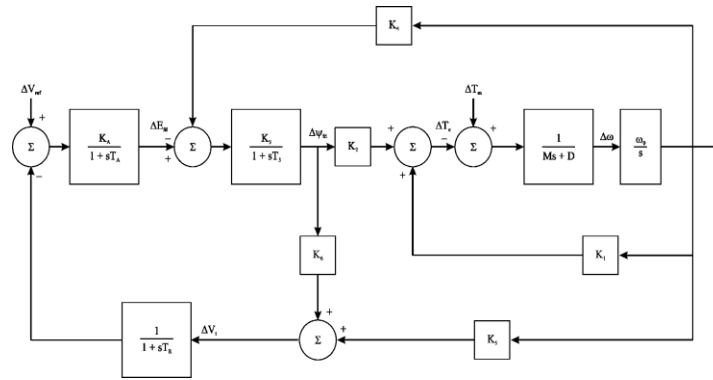 K₄
ΔV_ref
ΔT_m
+
K_A
1 + sT_A
ΔE_fd
−
+
Σ
K₃
1 + sT₃
Δψ_fd
K₂
+
+
Σ
ΔT_e
−
+
Σ
1
Ms + D
Δω
ω₀
s
Σ
−
K₁
K₆
+
+
Σ
K₅
ΔV_t
1
1 + sT_R